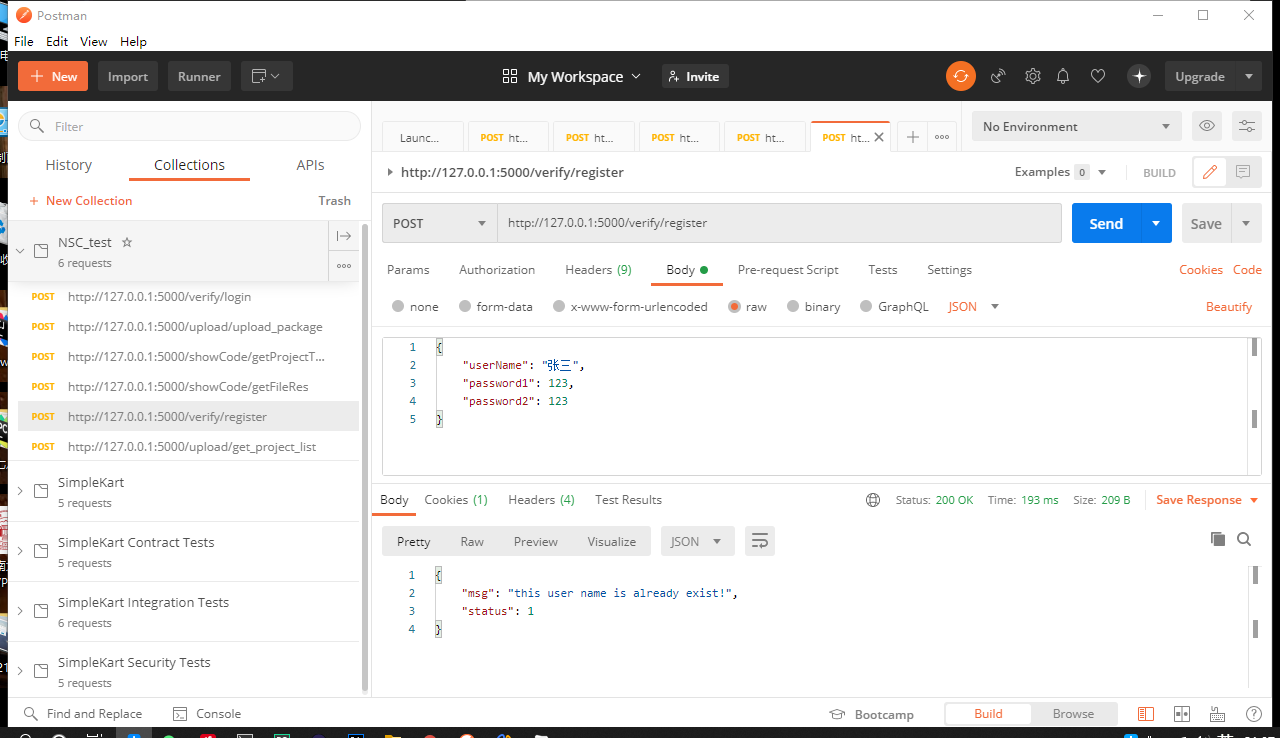 Postman
File Edit View Help
New Import Runner My Workspace Invite Upgrade
Filter
History Collections APIs
New Collection Trash
NSC_test
6 requests
POST http://127.0.0.1:5000/verify/login
POST http://127.0.0.1:5000/upload/upload_package
POST http://127.0.0.1:5000/showCode/getProjectT...
POST http://127.0.0.1:5000/showCode/getFileRes
POST http://127.0.0.1:5000/verify/register
POST http://127.0.0.1:5000/upload/get_project_list
SimpleKart
5 requests
SimpleKart Contract Tests
5 requests
SimpleKart Integration Tests
6 requests
SimpleKart Security Tests
5 requests
Launc... POST ht... POST ht... POST ht... POST ht... POST ht... No Environment
http://127.0.0.1:5000/verify/register Examples 0 BUILD
POST http://127.0.0.1:5000/verify/register Send Save
Params Authorization Headers (9) Body Pre-request Script Tests Settings Cookies Code
none form-data x-www-form-urlencoded raw binary GraphQL JSON Beautify
1 {
2 "userName": "张三",
3 "password1": 123,
4 "password2": 123
5 }
Body Cookies (1) Headers (4) Test Results Status: 200 OK Time: 193 ms Size: 209 B Save Response
Pretty Raw Preview Visualize JSON
1 {
2 "msg": "this user name is already exist!",
3 "status": 1
4 }
Find and Replace Console Bootcamp Build Browse